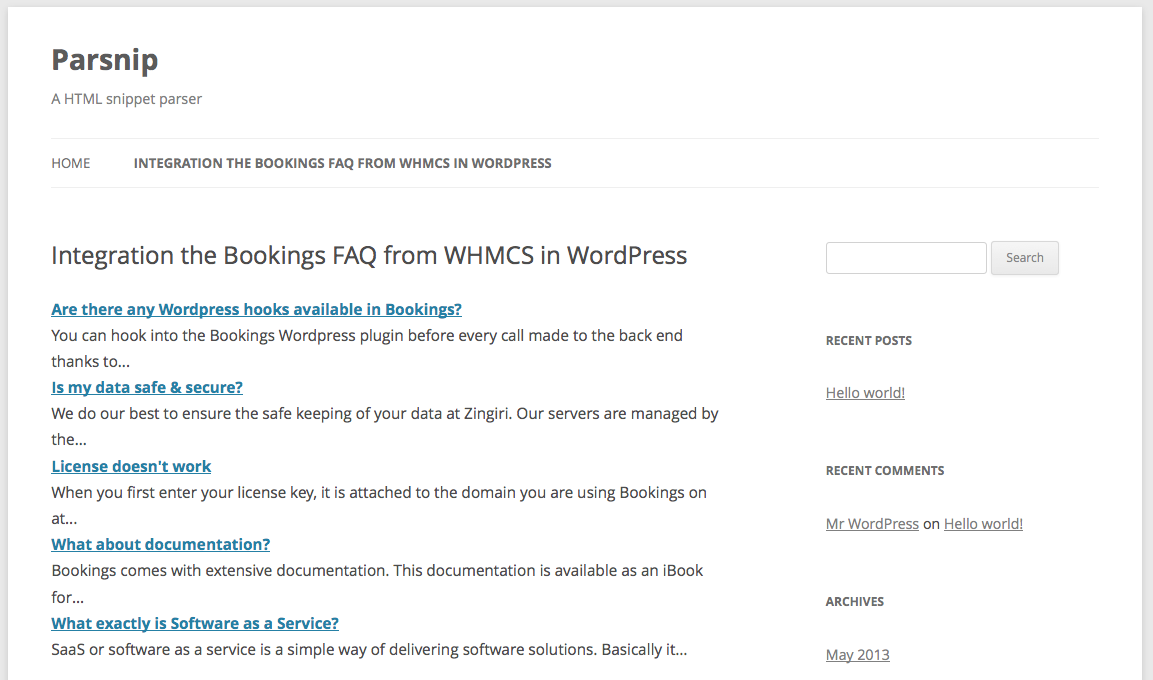 Parsnip
A HTML snippet parser
HOME
INTEGRATION THE BOOKINGS FAQ FROM WHMCS IN WORDPRESS
Integration the Bookings FAQ from WHMCS in WordPress
Are there any Wordpress hooks available in Bookings?
You can hook into the Bookings Wordpress plugin before every call made to the back end
thanks to...
Is my data safe & secure?
We do our best to ensure the safe keeping of your data at Zingiri. Our servers are managed by
the...
License doesn't work
When you first enter your license key, it is attached to the domain you are using Bookings on
at...
What about documentation?
Bookings comes with extensive documentation. This documentation is available as an iBook
for...
What exactly is Software as a Service?
SaaS or software as a service is a simple way of delivering software solutions. Basically it...
Search
RECENT POSTS
Hello world!
RECENT COMMENTS
Mr WordPress on Hello world!
ARCHIVES
May 2013